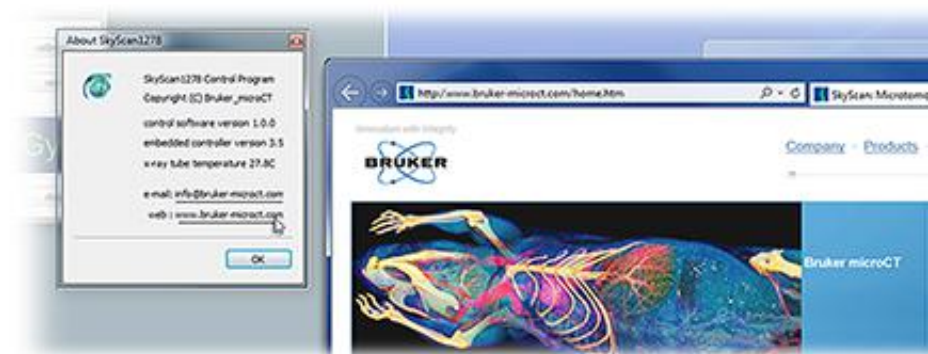 About SkyScan1278
SkyScan1278 Control Program
Copyright (C) Bruker_microCT
control software version 1.0.0
embedded controller version 3.5
x-ray tube temperature 27.8C
e-mail: info@bruker-microct.com
web : www.bruker-microct.com
OK
http://www.bruker-microct.com/home.htm
SkyScan: Microtomo
Innovation with Integrity
BRUKER
Company - Products -
Bruker microCT